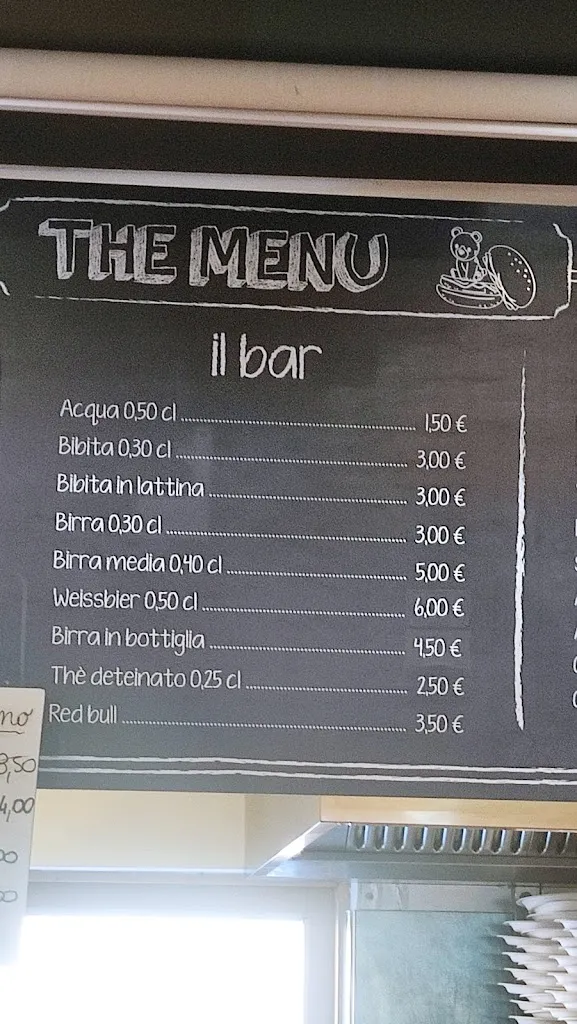 THE MENU
il bar
Acqua 0,50 cl 1,50 €
Bibita 0,30 cl 3,00 €
Bibita in lattina 3,00 €
Birra 0,30 cl 3,00 €
Birra media 0,40 cl 5,00 €
Weissbier 0,50 cl 6,00 €
Birra in bottiglia 4,50 €
Thè deteinato 0,25 cl 2,50 €
Red bull 3,50 €
3,50
4,00